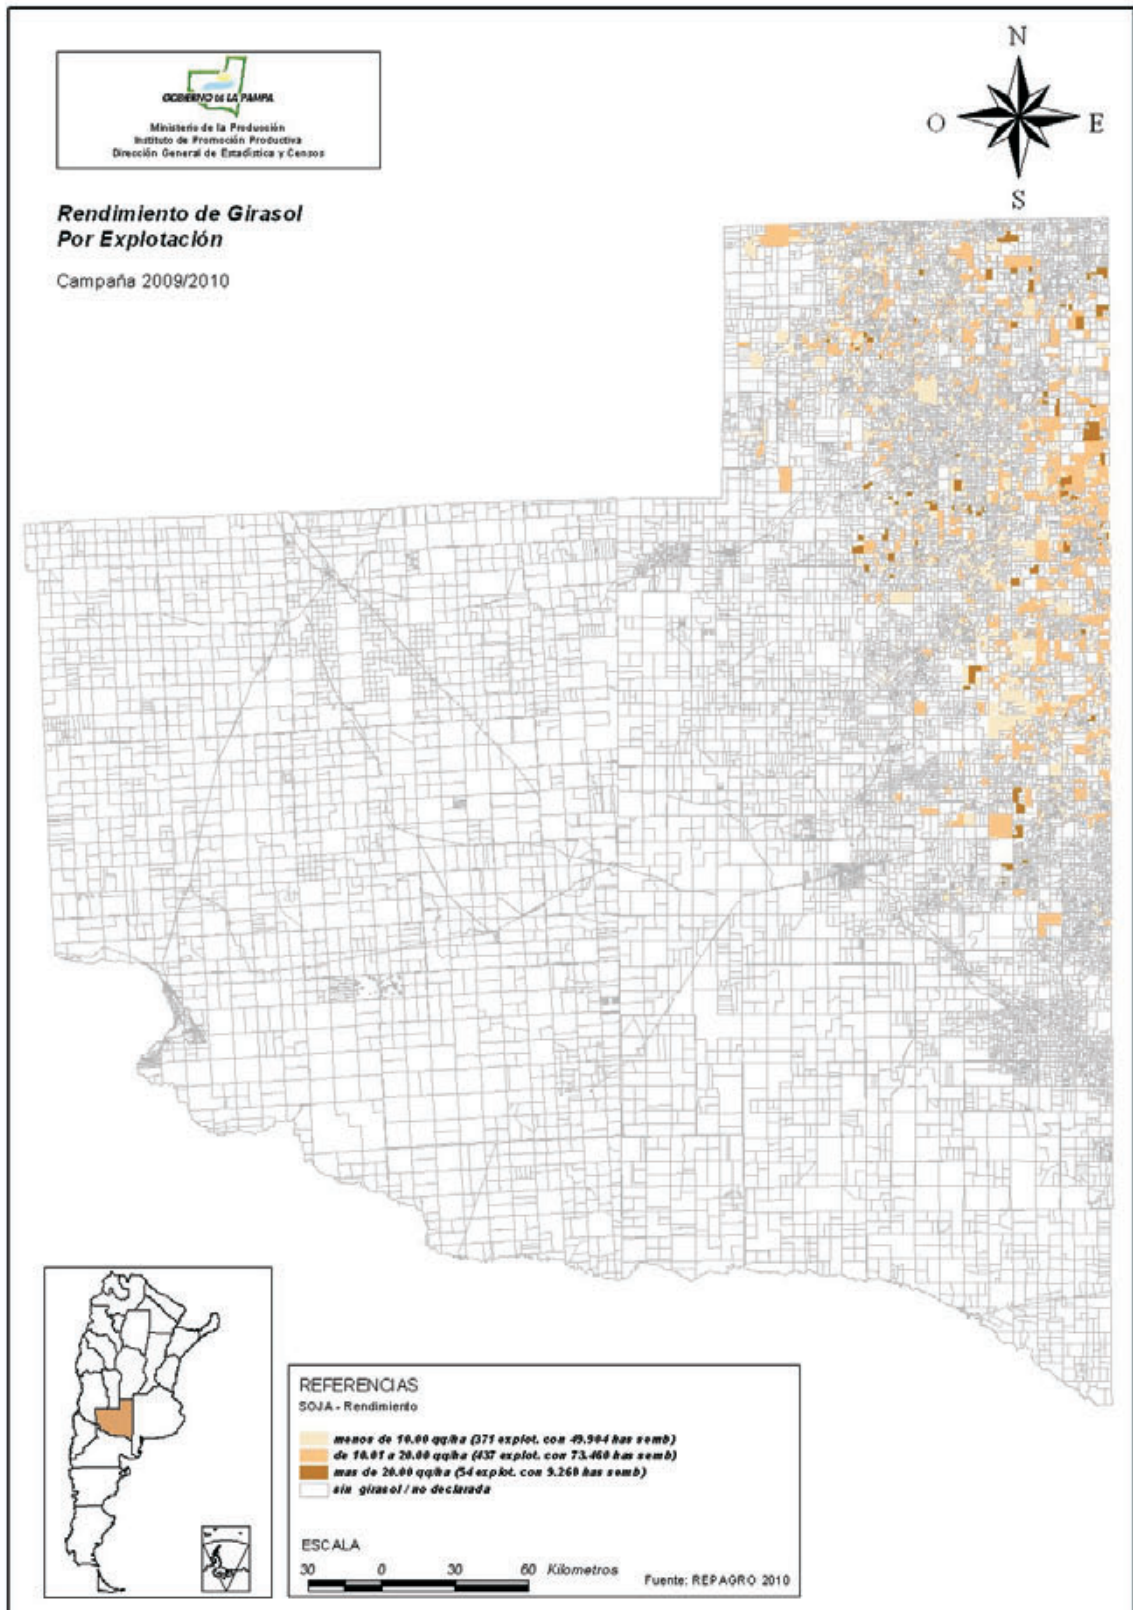 GOBIERNO DE LA PAMPA
Ministerio de la Producción
Instituto de Promoción Productiva
Dirección General de Estadística y Censos
N
O
E
S
Rendimiento de Girasol
Por Explotación
Campaña 2009/2010
REFERENCIAS
SOJA - Rendimiento
menos de 10.00 qq/ha (371 explot. con 49.904 has semb)
de 10.01 a 20.00 qq/ha (437 explot. con 73.460 has semb)
mas de 20.00 qq/ha (54 explot. con 9.260 has semb)
sin girasol / no declarada
ESCALA
30 0 30 60 Kilometros
Fuente: REPAGRO 2010